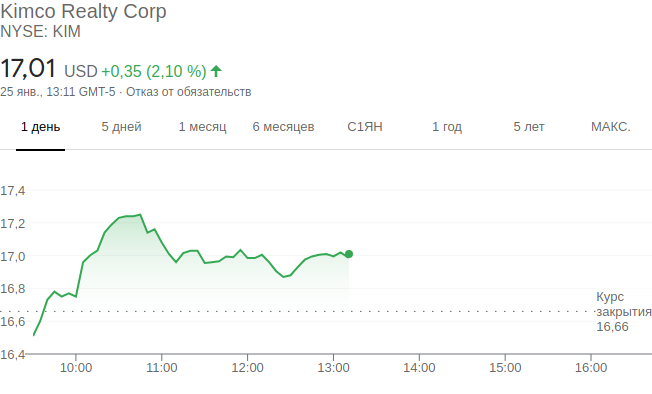 Kimco Realty Corp
NYSE: KIM
17,01 USD +0,35 (2,10 %)
25 янв., 13:11 GMT-5 · Отказ от обязательств
1 день 5 дней 1 месяц 6 месяцев С1ЯН 1 год 5 лет МАКС.
17,4
17,2
17,0
16,8
Курс
закрытия
16,66
16,6
16,4
10:00 11:00 12:00 13:00 14:00 15:00 16:00